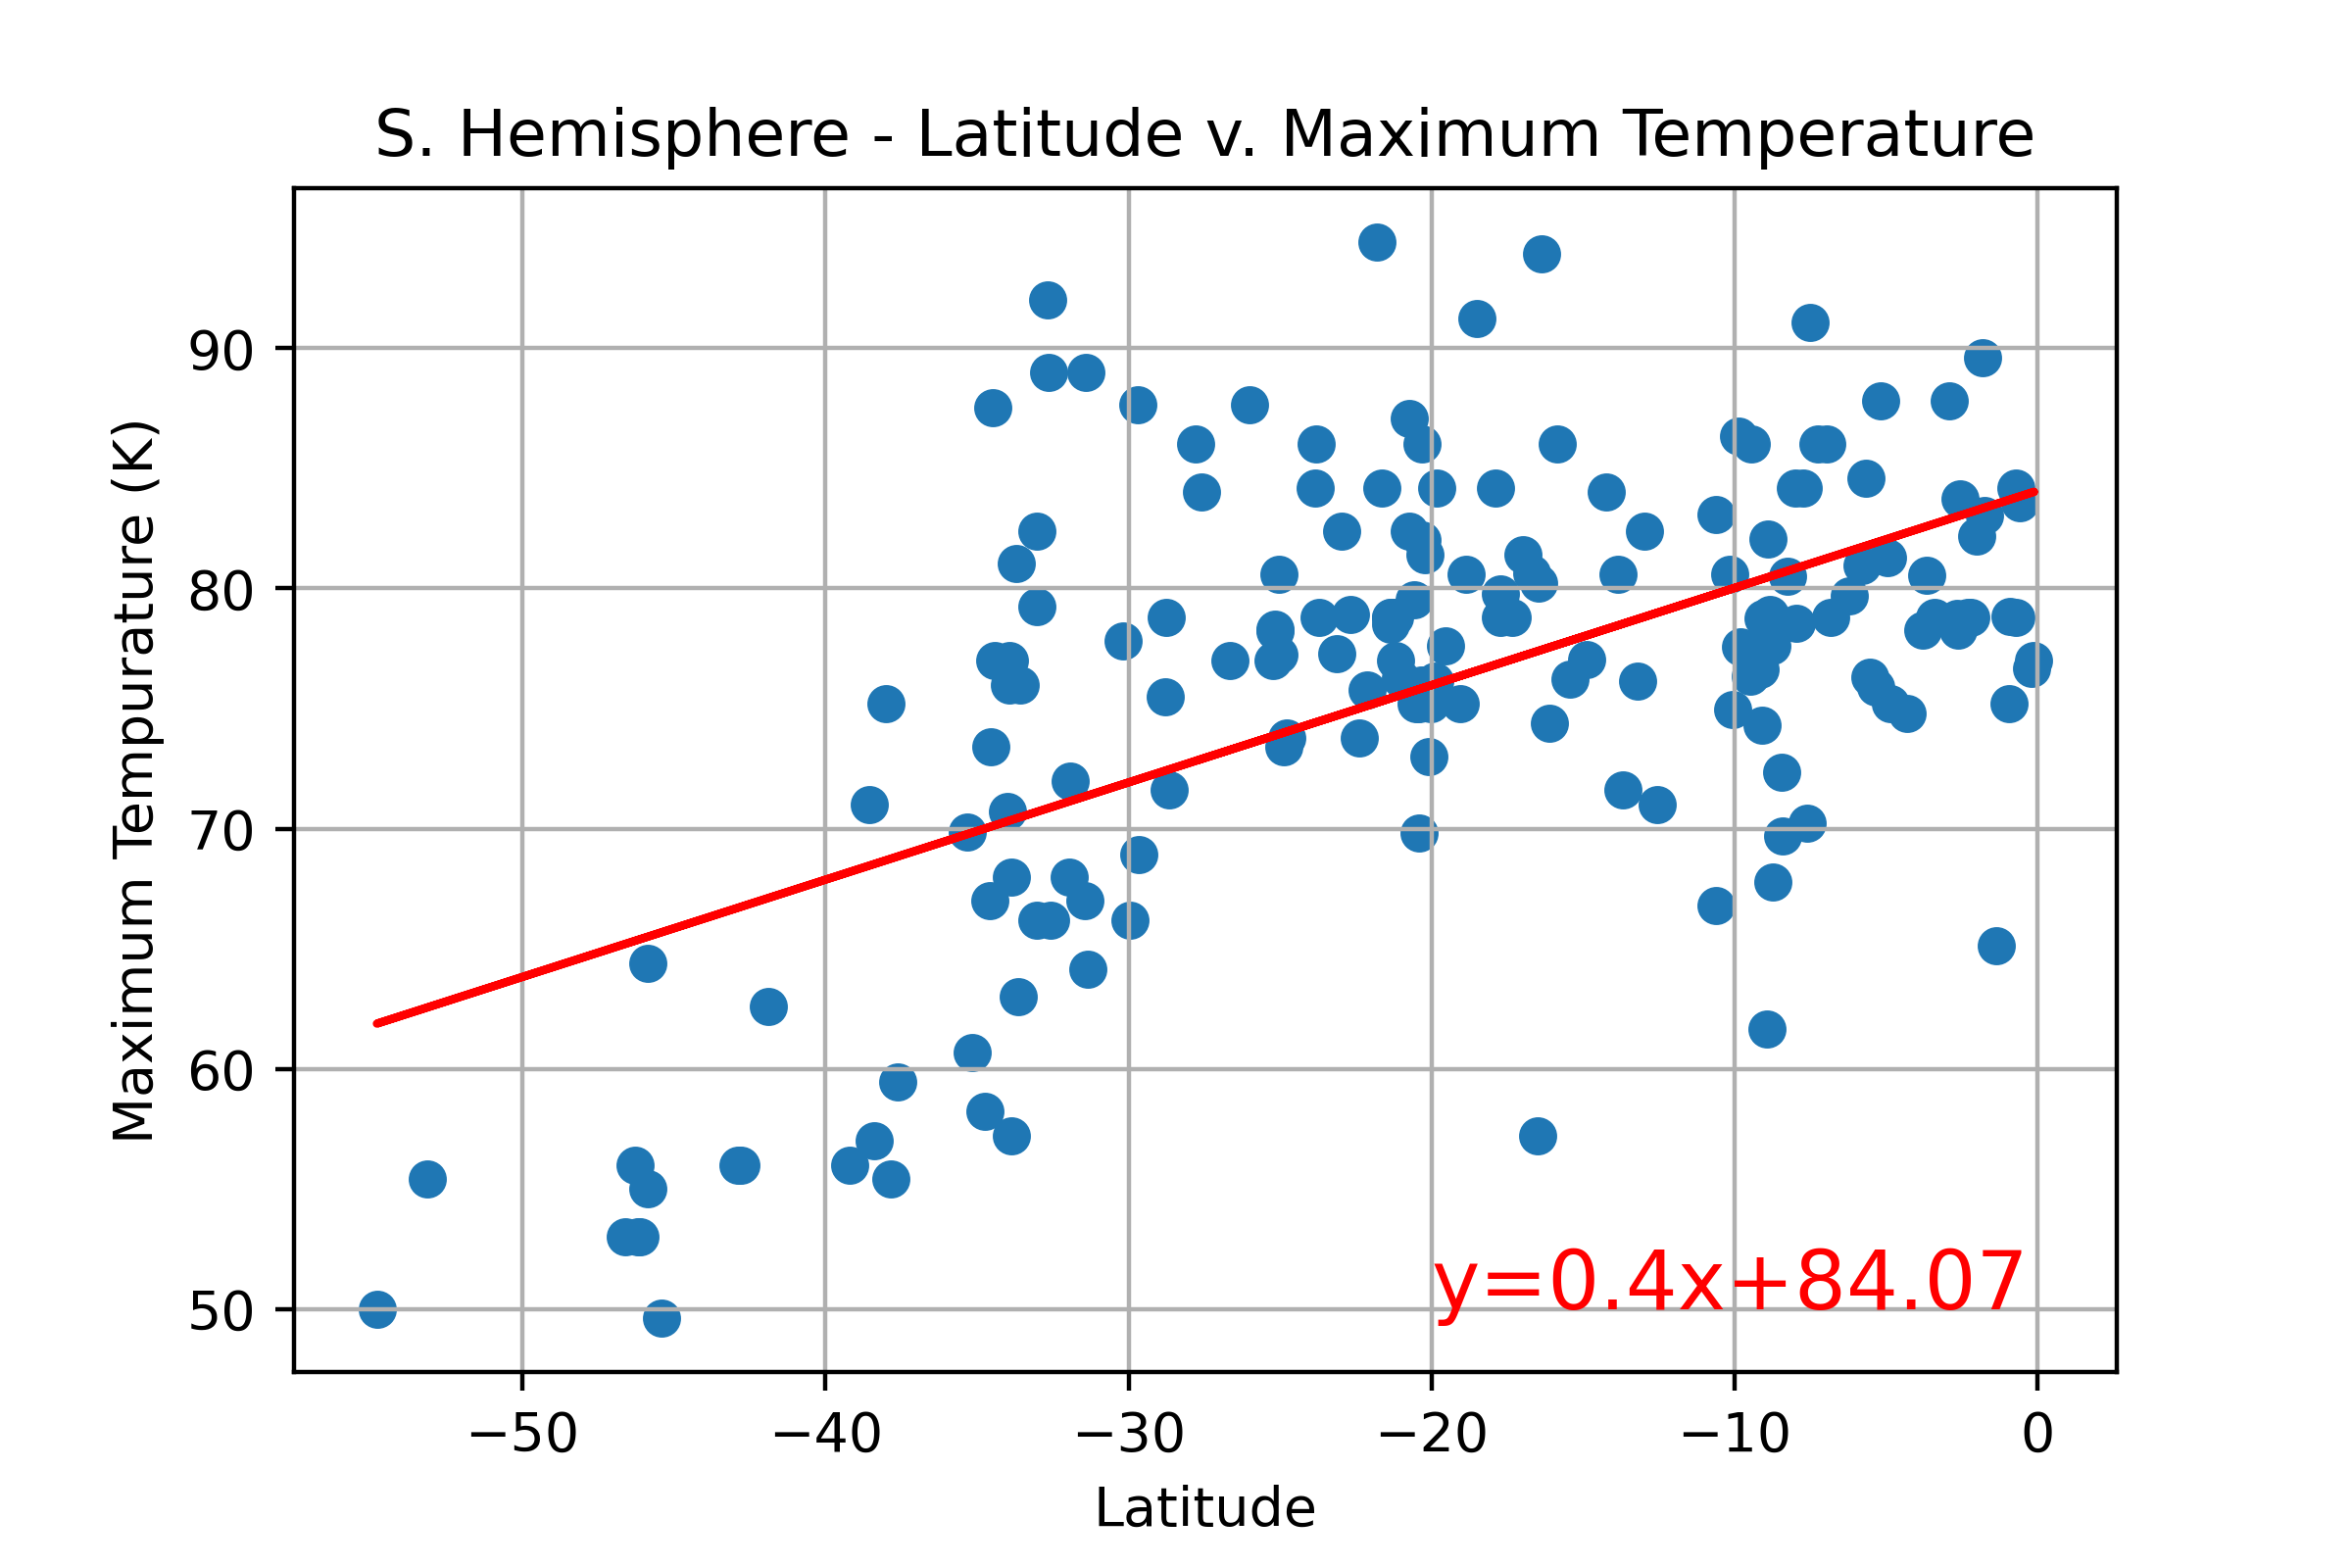 S. Hemisphere - Latitude v. Maximum Temperature
Maximum Tempurature (K)
90
80
70
60
50
y=0.4x+84.07
−50 −40 −30 −20 −10 0
Latitude